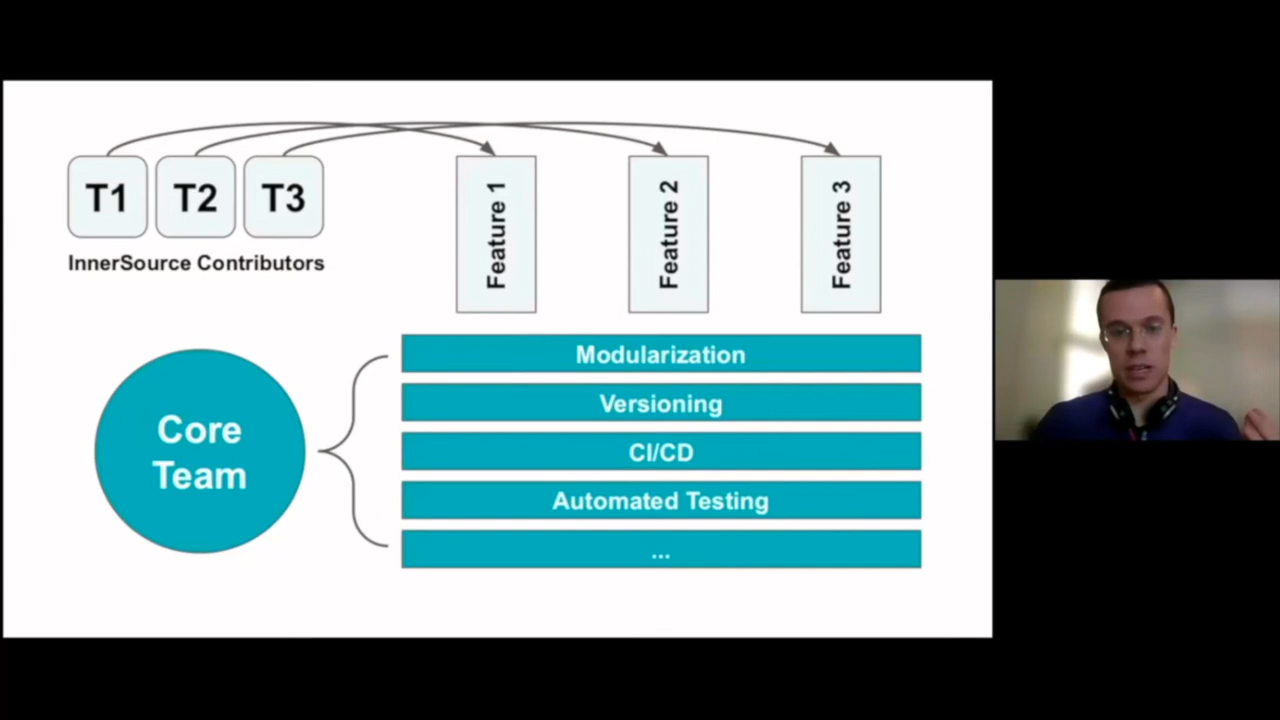 T1
T2
T3
InnerSource Contributors
Feature 1
Feature 2
Feature 3
Core
Team
Modularization
Versioning
CI/CD
Automated Testing
...